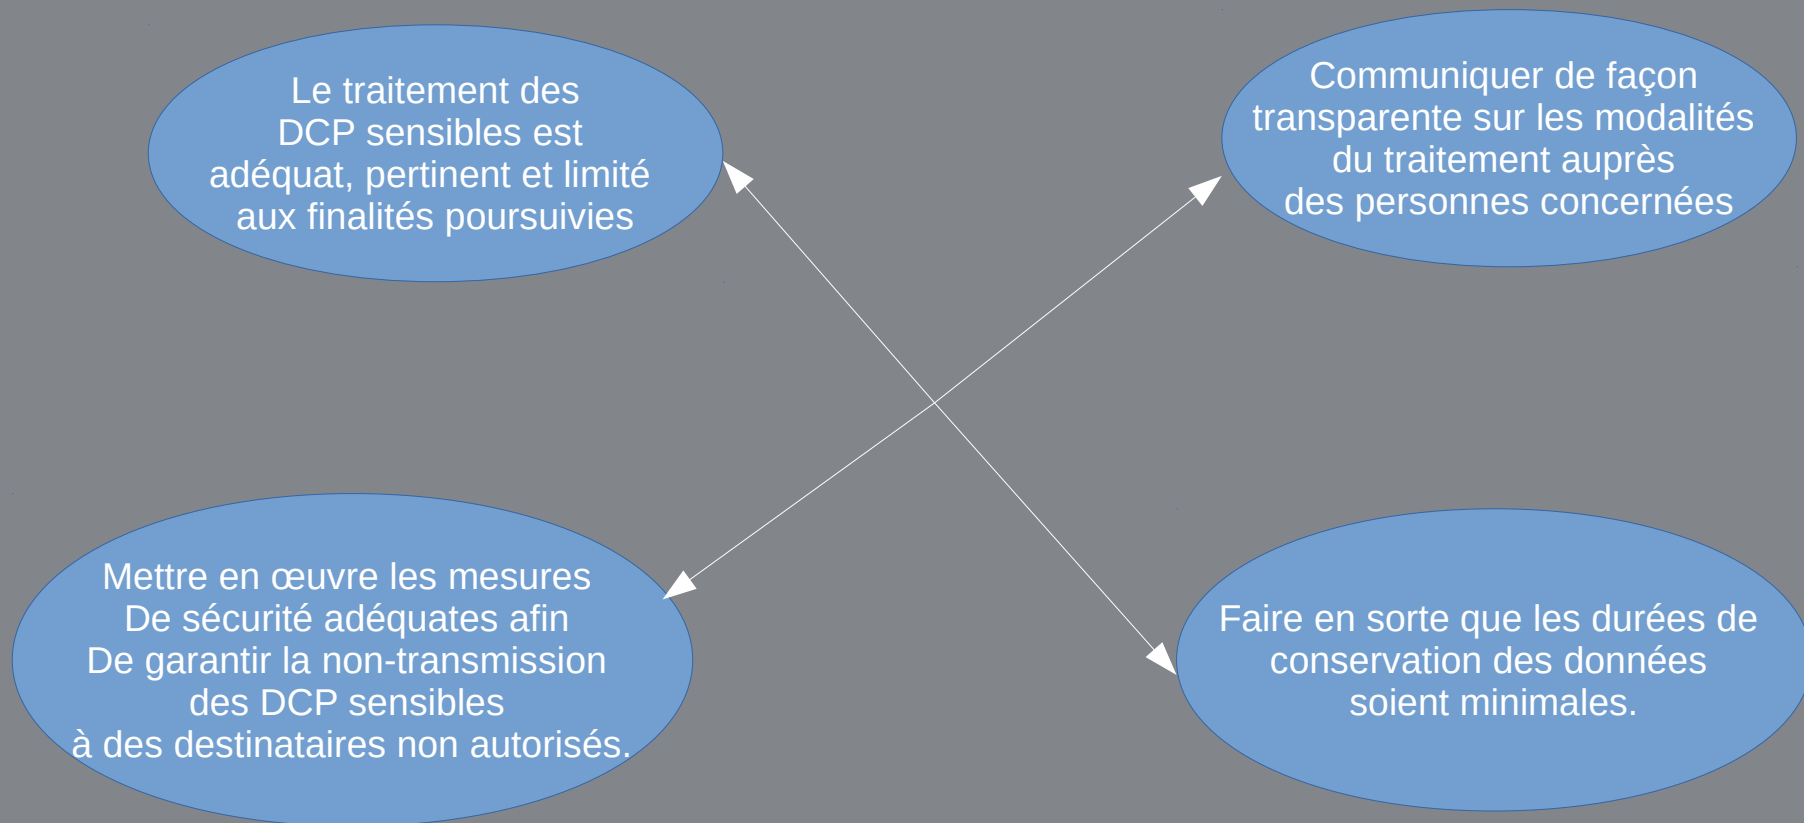 Le traitement des
DCP sensibles est
adéquat, pertinent et limité
aux finalités poursuivies
Communiquer de façon
transparente sur les modalités
du traitement auprès
des personnes concernées
Mettre en œuvre les mesures
De sécurité adéquates afin
De garantir la non-transmission
des DCP sensibles
à des destinataires non autorisés.
Faire en sorte que les durées de
conservation des données
soient minimales.